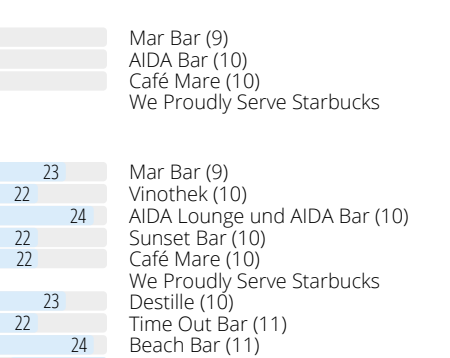 Mar Bar (9)
AIDA Bar (10)
Café Mare (10)
We Proudly Serve Starbucks
23 Mar Bar (9)
22 Vinothek (10)
24 AIDA Lounge und AIDA Bar (10)
22 Sunset Bar (10)
22 Café Mare (10)
We Proudly Serve Starbucks
23 Destille (10)
22 Time Out Bar (11)
24 Beach Bar (11)